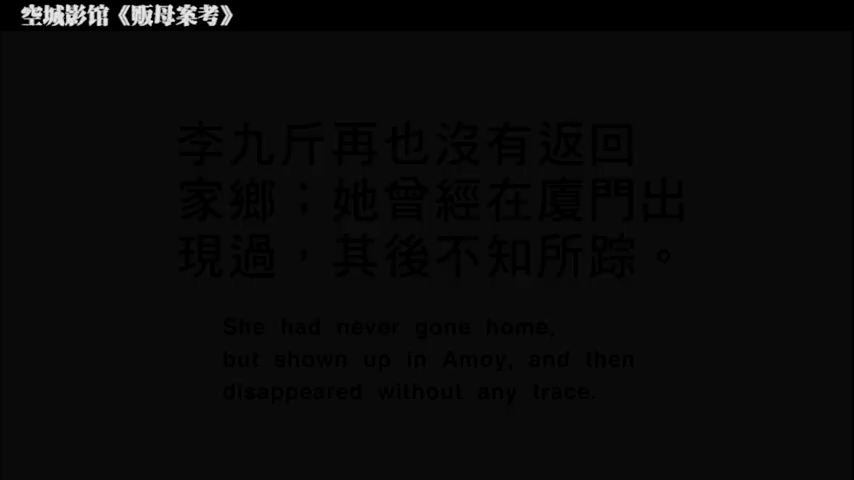 空城影馆《贩母案考》
李九斤再也沒有返回
家鄉；她曾經在廈門出
現過，其後不知所踪。
She had never gone home,
but shown up in Amoy, and then
disappeared without any trace.